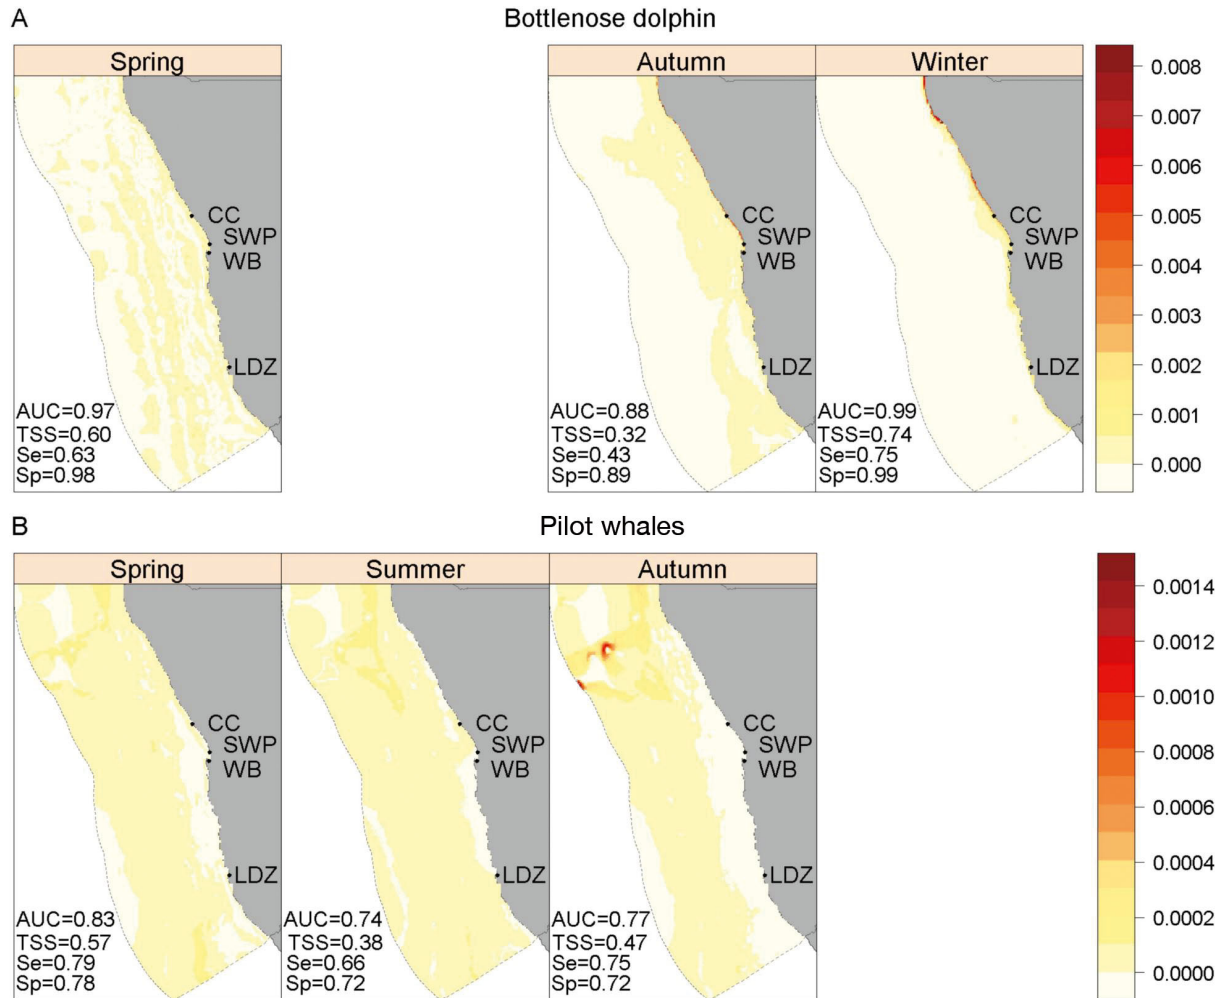 A
Bottlenose dolphin
Spring
Autumn
Winter
CC
SWP
WB
LDZ
AUC=0.97
TSS=0.60
Se=0.63
Sp=0.98
CC
SWP
WB
LDZ
AUC=0.88
TSS=0.32
Se=0.43
Sp=0.89
CC
SWP
WB
LDZ
AUC=0.99
TSS=0.74
Se=0.75
Sp=0.99
0.008
0.007
0.006
0.005
0.004
0.003
0.002
0.001
0.000
B
Pilot whales
Spring
Summer
Autumn
CC
SWP
WB
LDZ
AUC=0.83
TSS=0.57
Se=0.79
Sp=0.78
CC
SWP
WB
LDZ
AUC=0.74
TSS=0.38
Se=0.66
Sp=0.72
CC
SWP
WB
LDZ
AUC=0.77
TSS=0.47
Se=0.75
Sp=0.72
0.0014
0.0012
0.0010
0.0008
0.0006
0.0004
0.0002
0.0000